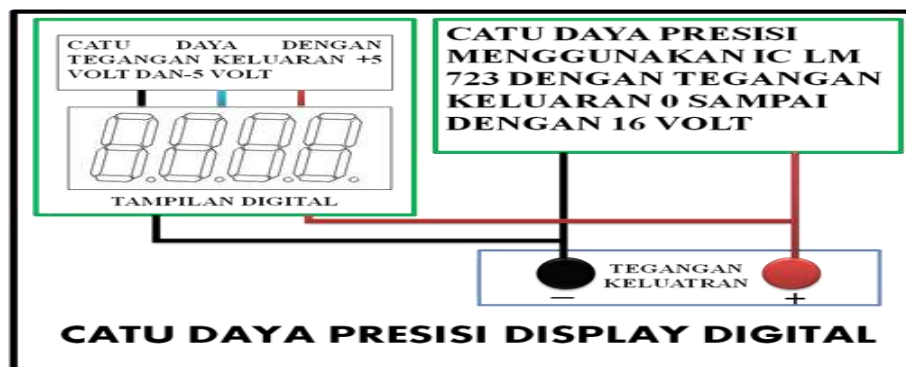 CATU DAYA DENGAN
TEGANGAN KELUARAN +5
VOLT DAN-5 VOLT
TAMPILAN DIGITAL
CATU DAYA PRESISI
MENGGUNAKAN IC LM
723 DENGAN TEGANGAN
KELUARAN 0 SAMPAI
DENGAN 16 VOLT
TEGANGAN
KELUATRAN
— +
CATU DAYA PRESISI DISPLAY DIGITAL